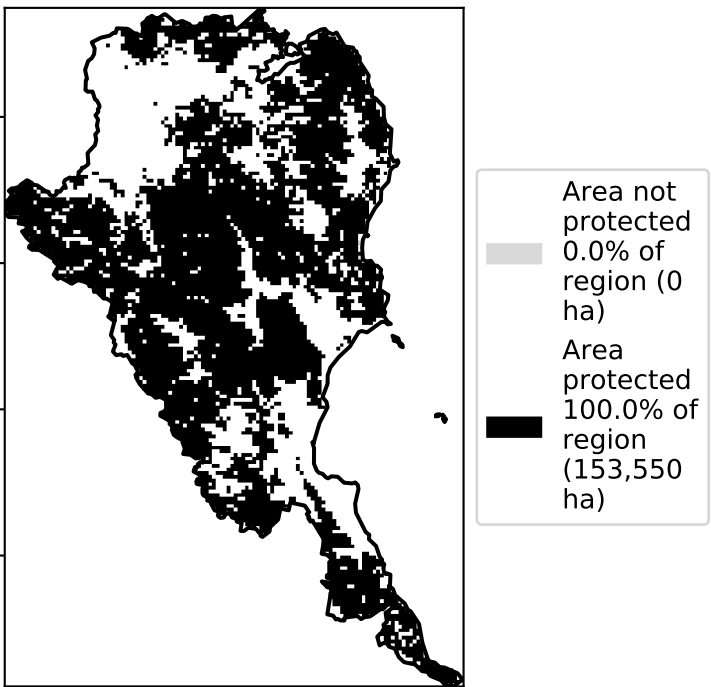 Area not
protected
0.0% of
region (0
ha)
Area
protected
100.0% of
region
(153,550
ha)